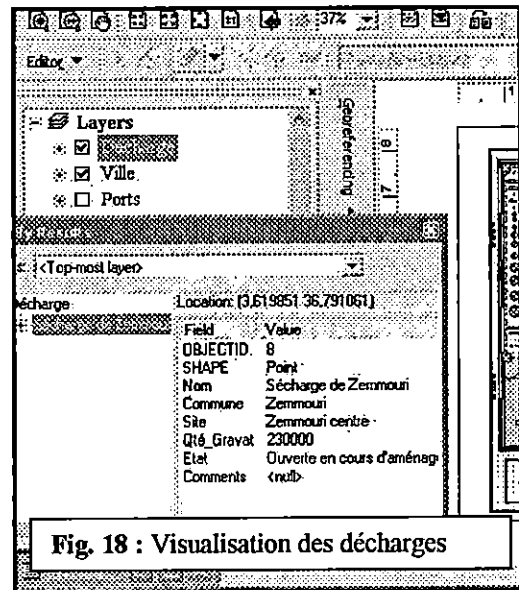 37%
Editor
Georeferencing
Layers
Ville
Ports
<Top-most layer>
Location: (3,619851 36,791061)
Field Value
OBJECTID. 8
SHAPE Point
Nom Sécharge de Zemmouri
Commune Zemmouri
Site Zemmouri centre
Qté_Gravat 230000
Etat Ouverte en cours d'aménag
Comments <null>
Fig. 18 : Visualisation des décharges